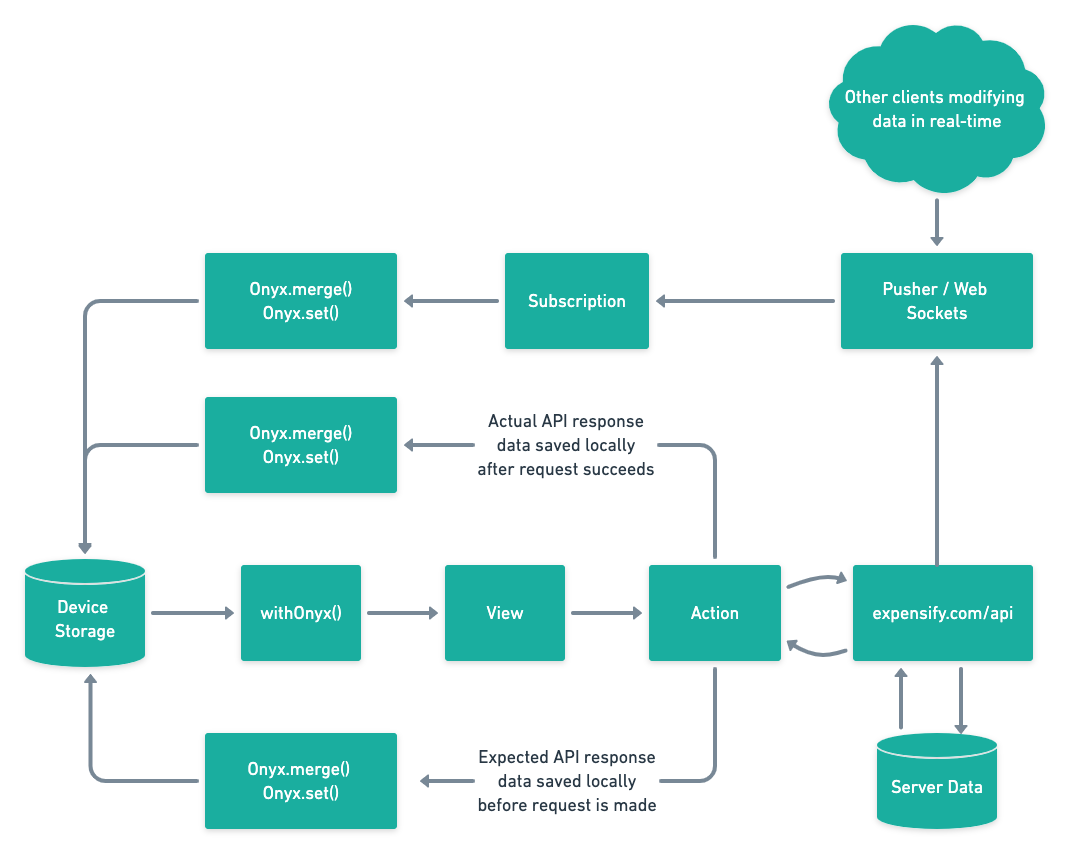 Other clients modifying
data in real-time
Onyx.merge()
Onyx.set()
Subscription
Pusher / Web
Sockets
Onyx.merge()
Onyx.set()
Actual API response
data saved locally
after request succeeds
Device
Storage
withOnyx()
View
Action
expensify.com/api
Onyx.merge()
Onyx.set()
Expected API response
data saved locally
before request is made
Server Data